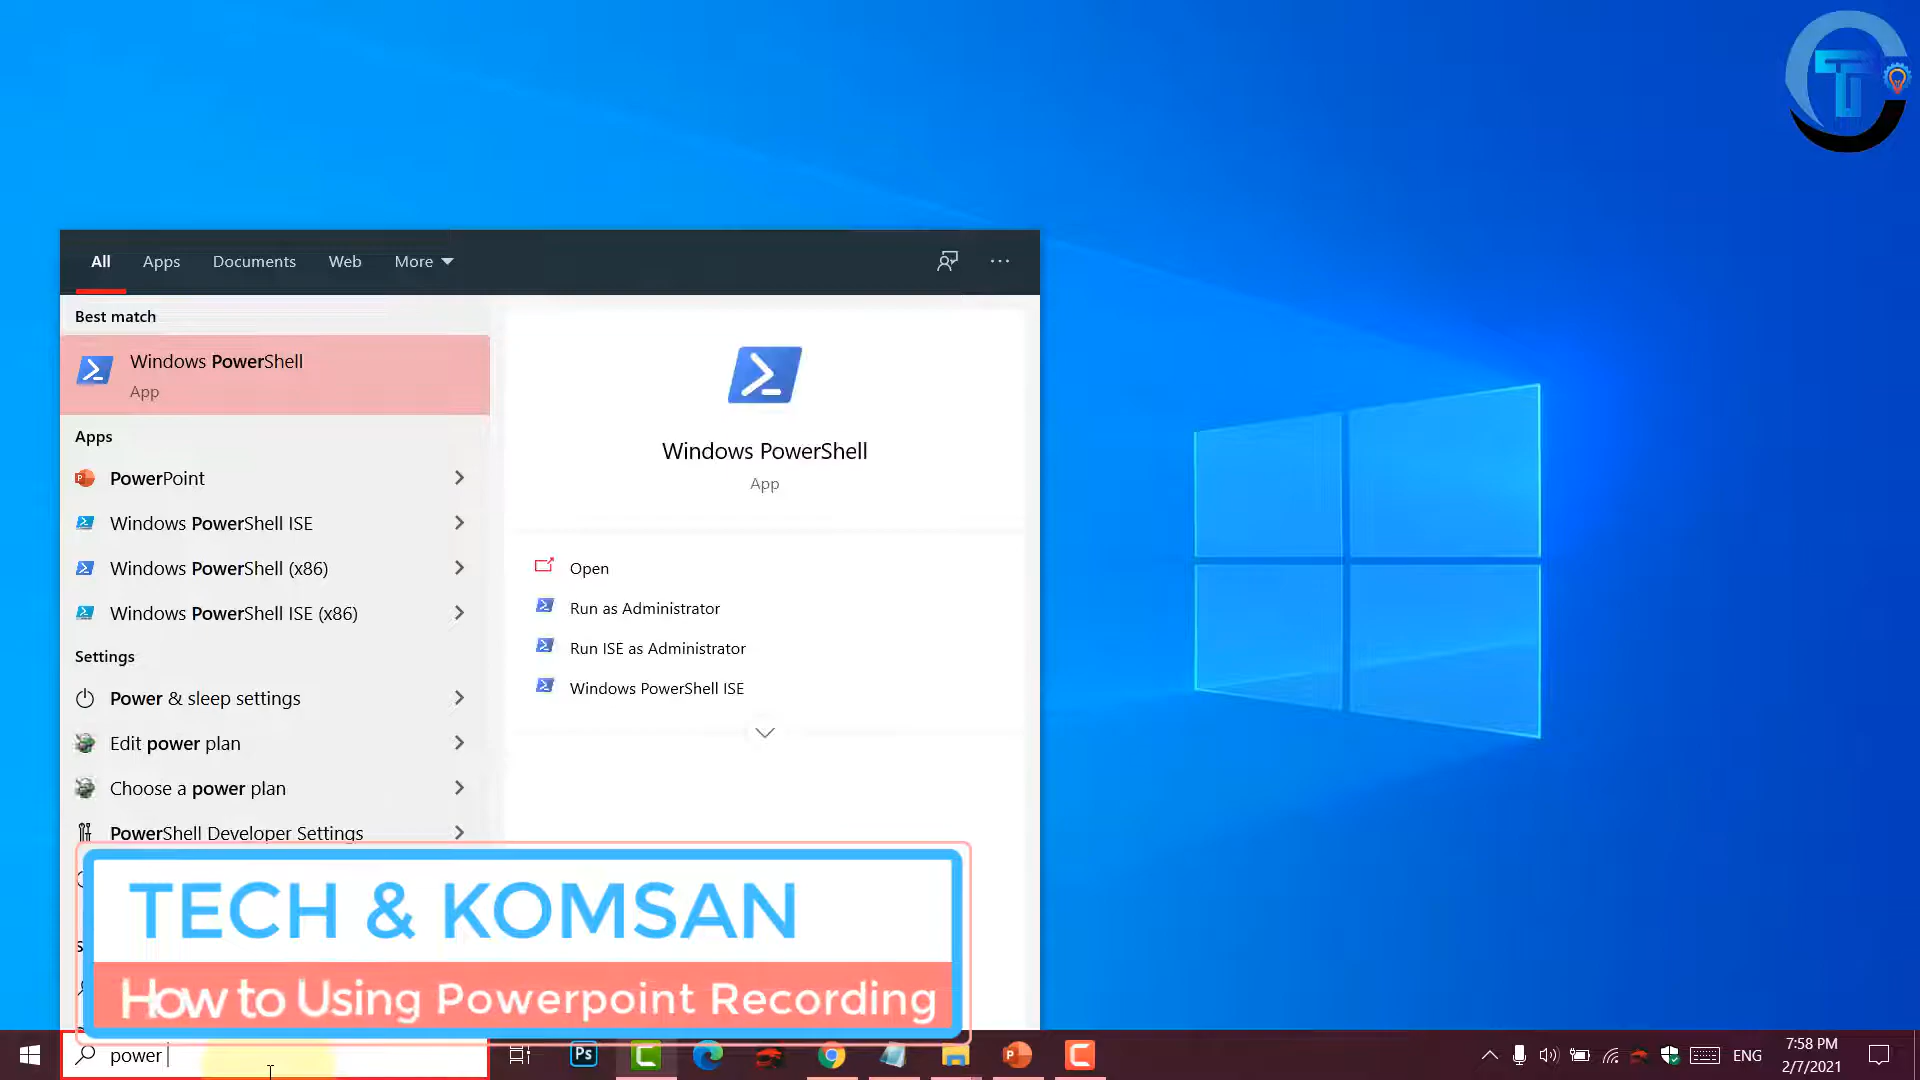 All Apps Documents Web More
Best match
Windows PowerShell
App
Apps
PowerPoint
Windows PowerShell ISE
Windows PowerShell (x86)
Windows PowerShell ISE (x86)
Settings
Power & sleep settings
Edit power plan
Choose a power plan
PowerShell Developer Settings
Windows PowerShell
App
Open
Run as Administrator
Run ISE as Administrator
Windows PowerShell ISE
TECH & KOMSAN
How to Using Powerpoint Recording
power
ENG
7:58 PM
2/7/2021